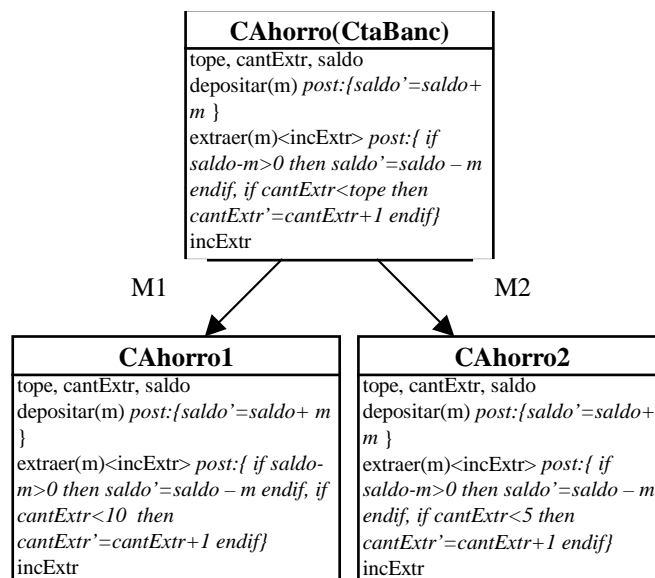 CAhorro(CtaBanc)
tope, cantExtr, saldo
depositar(m) post:{saldo’=saldo+
m }
extraer(m)<incExtr> post:{ if
saldo-m>0 then saldo’=saldo – m
endif, if cantExtr<tope then
cantExtr’=cantExtr+1 endif}
incExtr
M1
M2
CAhorro1
tope, cantExtr, saldo
depositar(m) post:{saldo’=saldo+ m
}
extraer(m)<incExtr> post:{ if saldo-
m>0 then saldo’=saldo – m endif, if
cantExtr<10 then
cantExtr’=cantExtr+1 endif}
incExtr
CAhorro2
tope, cantExtr, saldo
depositar(m) post:{saldo’=saldo+
m }
extraer(m)<incExtr> post:{ if
saldo-m>0 then saldo’=saldo – m
endif, if cantExtr<5 then
cantExtr’=cantExtr+1 endif}
incExtr